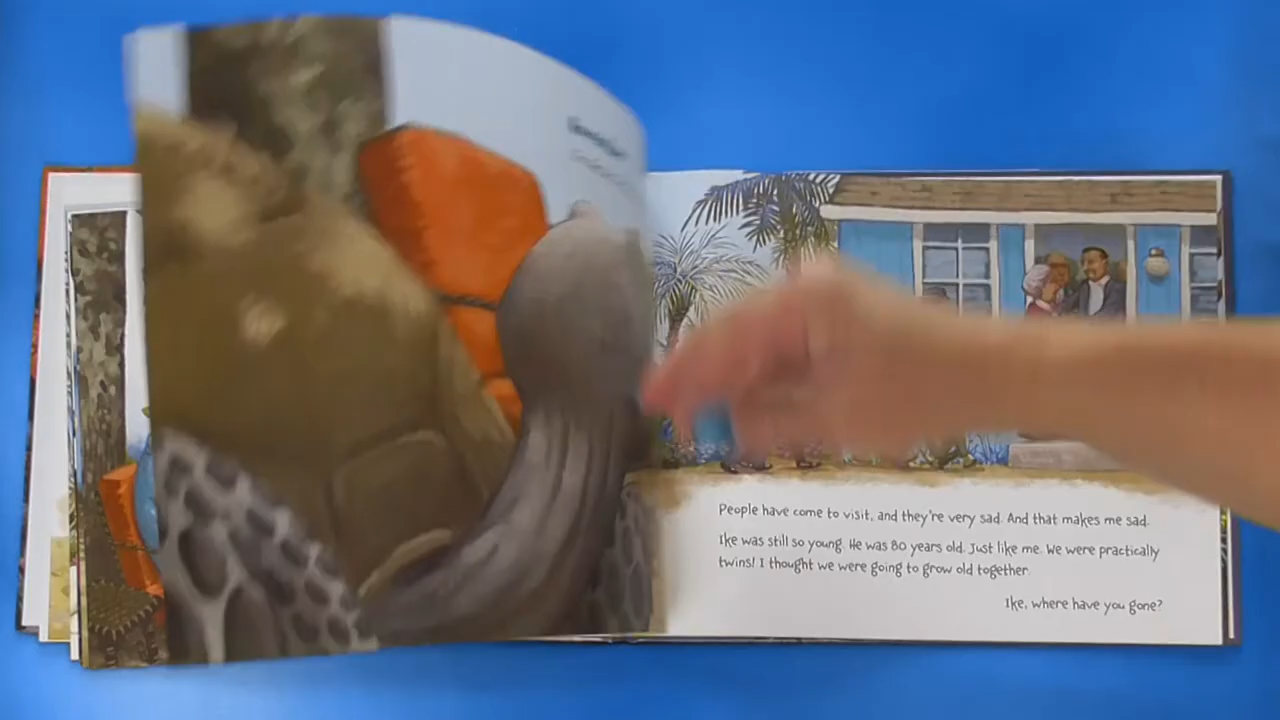 People have come to visit, and they're very sad. And that makes me sad.
Ike was still so young. He was 80 years old. Just like me. We were practically
twins! I thought we were going to grow old together.
Ike, where have you gone?